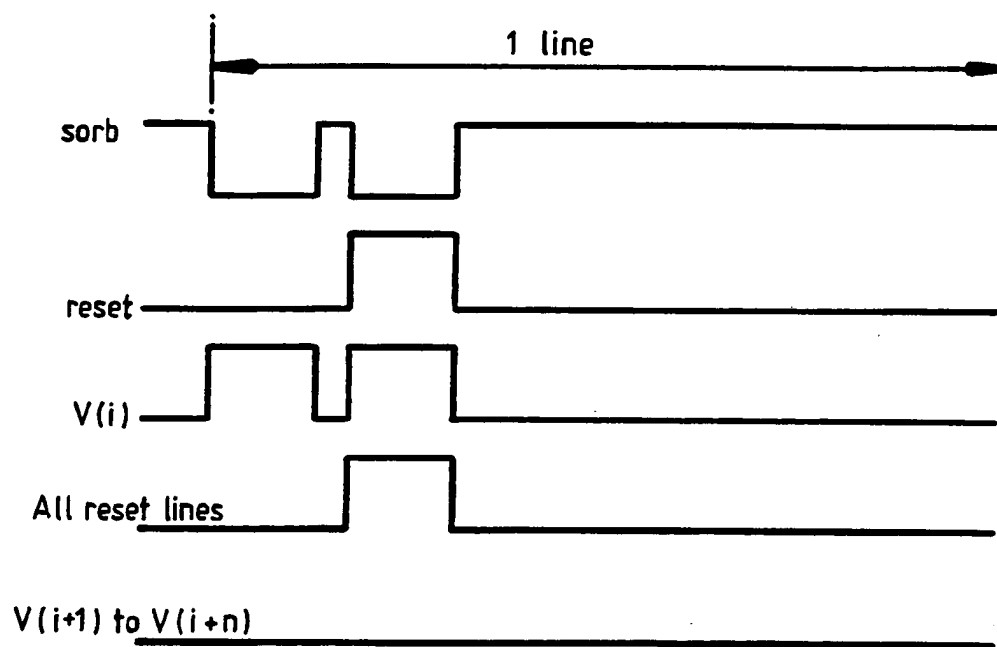 1 line
sorb
reset
V(i)
All reset lines
V(i+1) to V(i+n)